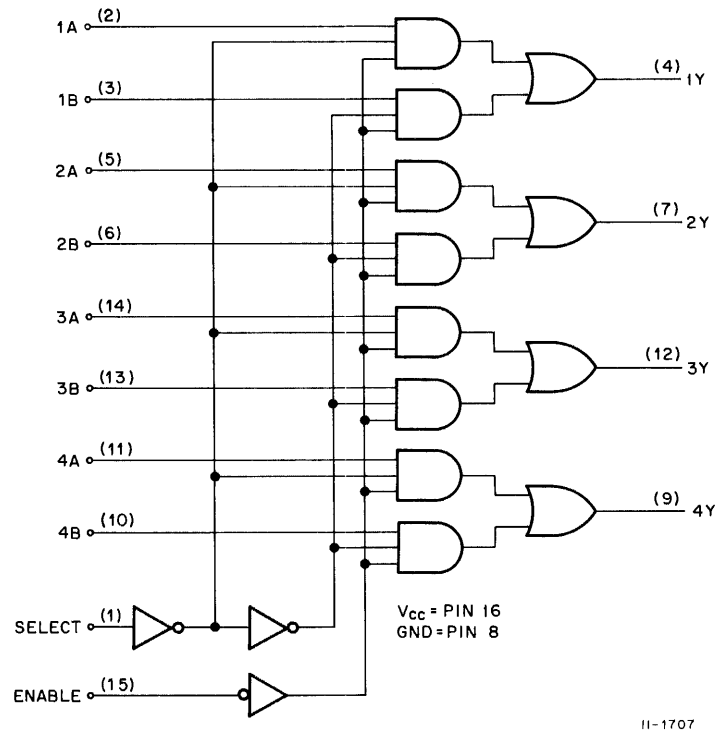 1A (2)
1B (3)
(4) 1Y
2A (5)
(7) 2Y
2B (6)
3A (14)
(12) 3Y
3B (13)
4A (11)
(9) 4Y
4B (10)
SELECT (1)
VCC = PIN 16
GND = PIN 8
ENABLE (15)
11-1707